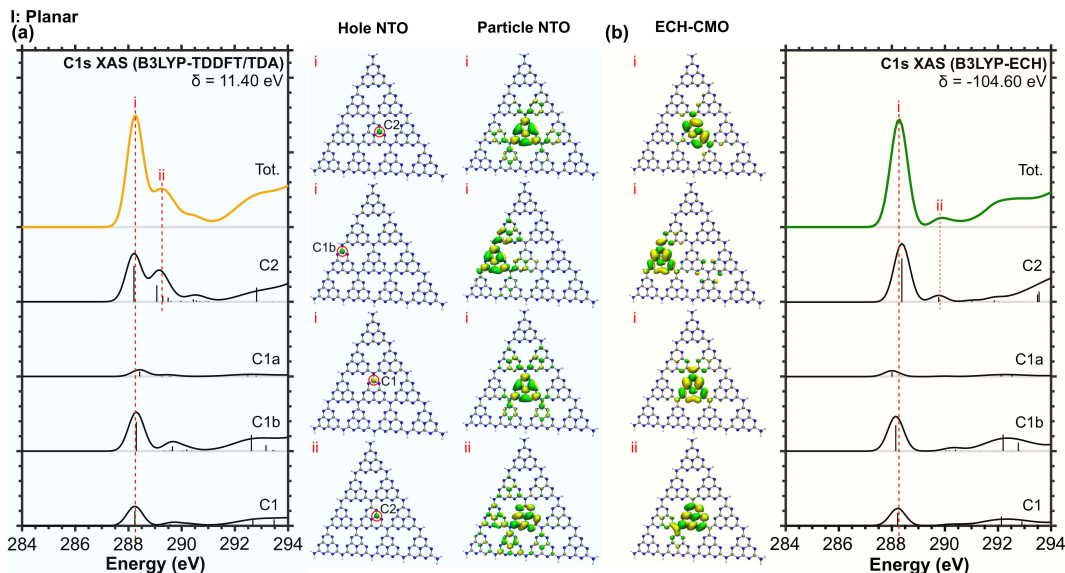 I: Planar
(a)
Hole NTO
Particle NTO
(b)
ECH-CMO
C1s XAS (B3LYP-TDDFT/TDA)
δ = 11.40 eV
i
ii
Tot.
C2
C1a
C1b
C1
284 286 288 290 292 294
Energy (eV)
i
C2
i
i
i
C1b
i
i
i
C1
i
i
ii
C2
ii
ii
C1s XAS (B3LYP-ECH)
δ = -104.60 eV
i
Tot.
ii
C2
C1a
C1b
C1
284 286 288 290 292 294
Energy (eV)